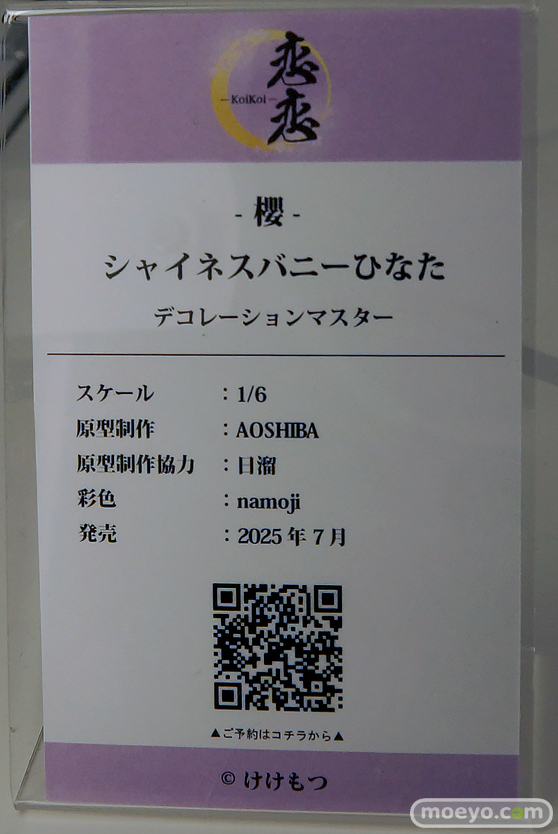 恋恋
KoiKoi
- 櫻 -
シャイネスバニーひなた
デコレーションマスター
スケール : 1/6
原型制作 : AOSHIBA
原型制作協力 : 日溜
彩色 : namoji
発売 : 2025 年 7 月
▲ご予約はコチラから▲
© けけもつ
moeyo.com